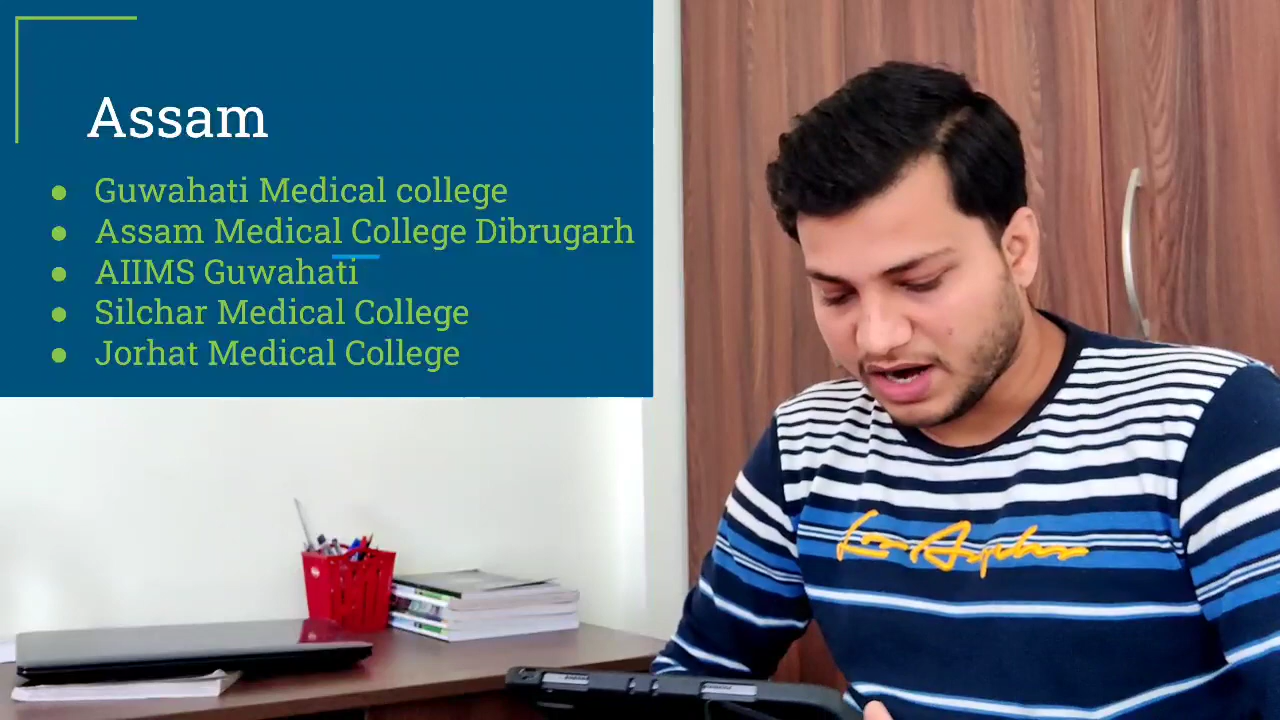 Assam
● Guwahati Medical college
● Assam Medical College Dibrugarh
● AIIMS Guwahati
● Silchar Medical College
● Jorhat Medical College